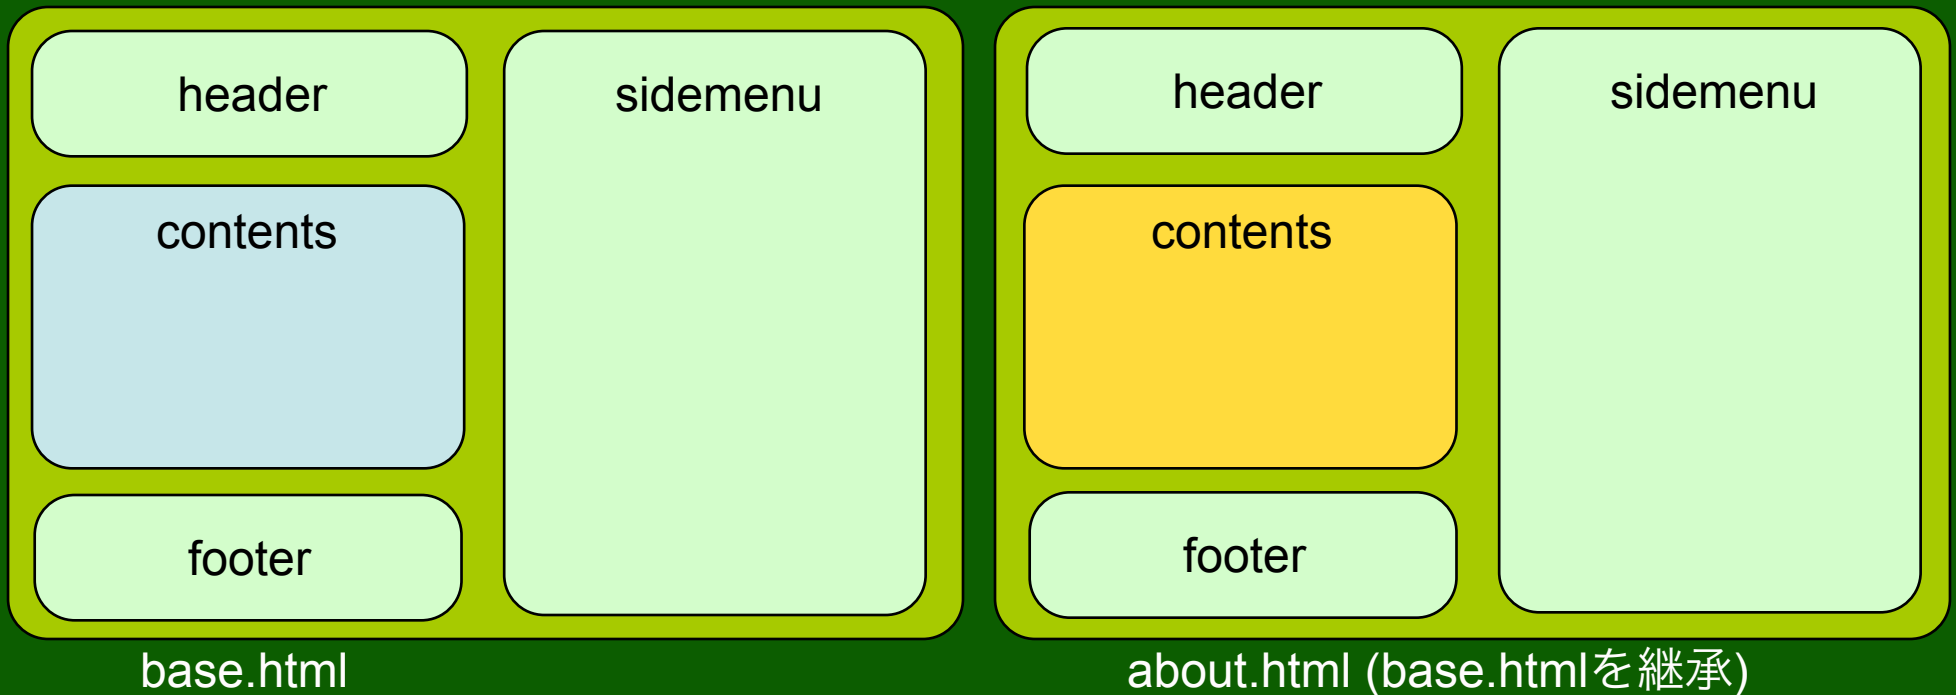 header
sidemenu
contents
footer
base.html
header
sidemenu
contents
footer
about.html (base.htmlを継承)